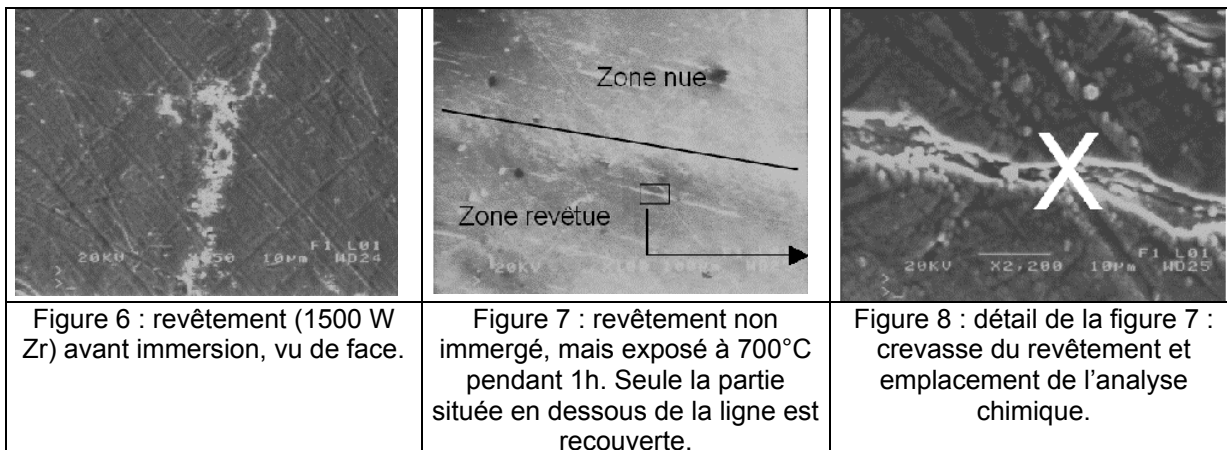 F1 L01
20KV 10µm WD24
Zone nue
Zone revêtue
20KV
X
F1 L01
20KV X2,200 10µm WD25
Figure 6 : revêtement (1500 W
Zr) avant immersion, vu de face.
Figure 7 : revêtement non
immergé, mais exposé à 700°C
pendant 1h. Seule la partie
située en dessous de la ligne est
recouverte.
Figure 8 : détail de la figure 7 :
crevasse du revêtement et
emplacement de l’analyse
chimique.